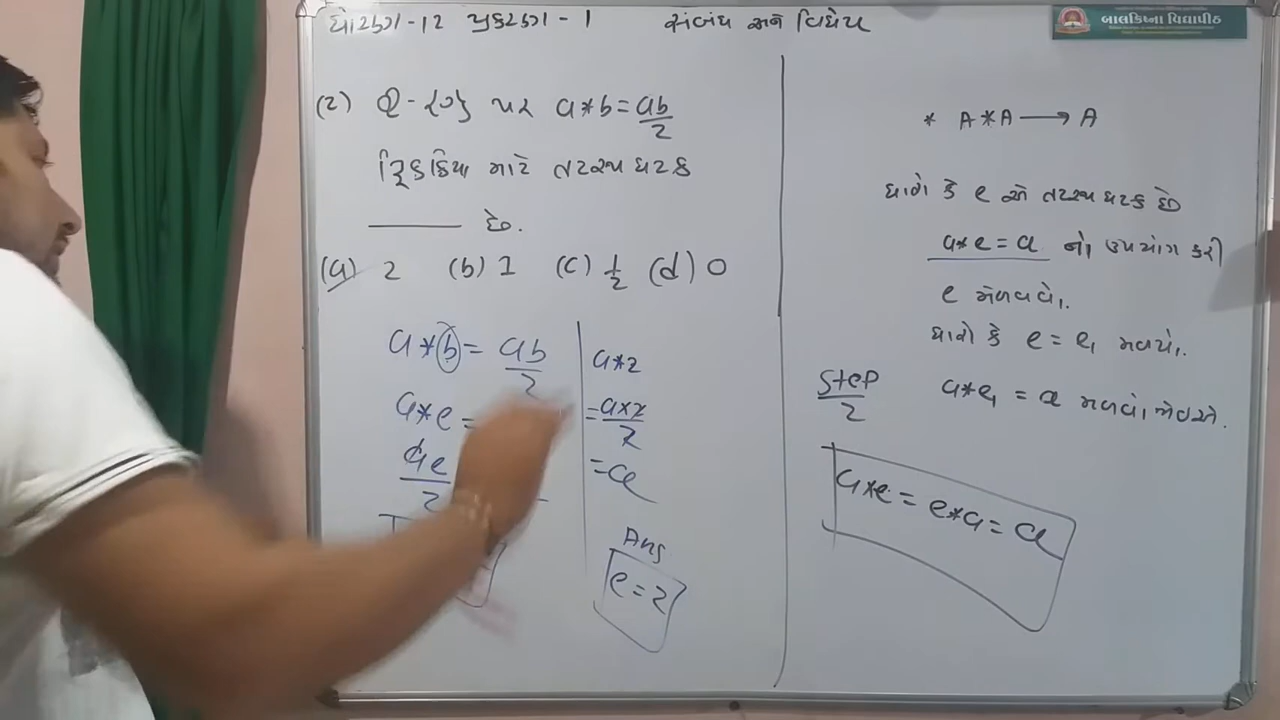 ધોરણ-12 પ્રકરણ-1 સંબંધ અને વિધેય
બાલક્રિષ્ના વિદ્યાપીઠ
(2) Q-{0} પર a*b = ab/2
દ્વિક્ક્રિયા માટે તટસ્થ ઘટક
______ છે.
(a) 2 (b) 1 (c) 1/2 (d) 0
a*b = ab/2
a*e =
ae/2
a*2
= a×2/2
= a
Ans
e = 2
* A*A → A
ધારો કે e એ તટસ્થ ઘટક છે
a*e = a નો ઉપયોગ કરી
e મેળવવો.
ધારો કે e = e₁ મળ્યો.
Step 2
a*e₁ = a મળવો જોઇએ.
a*e = e*a = a